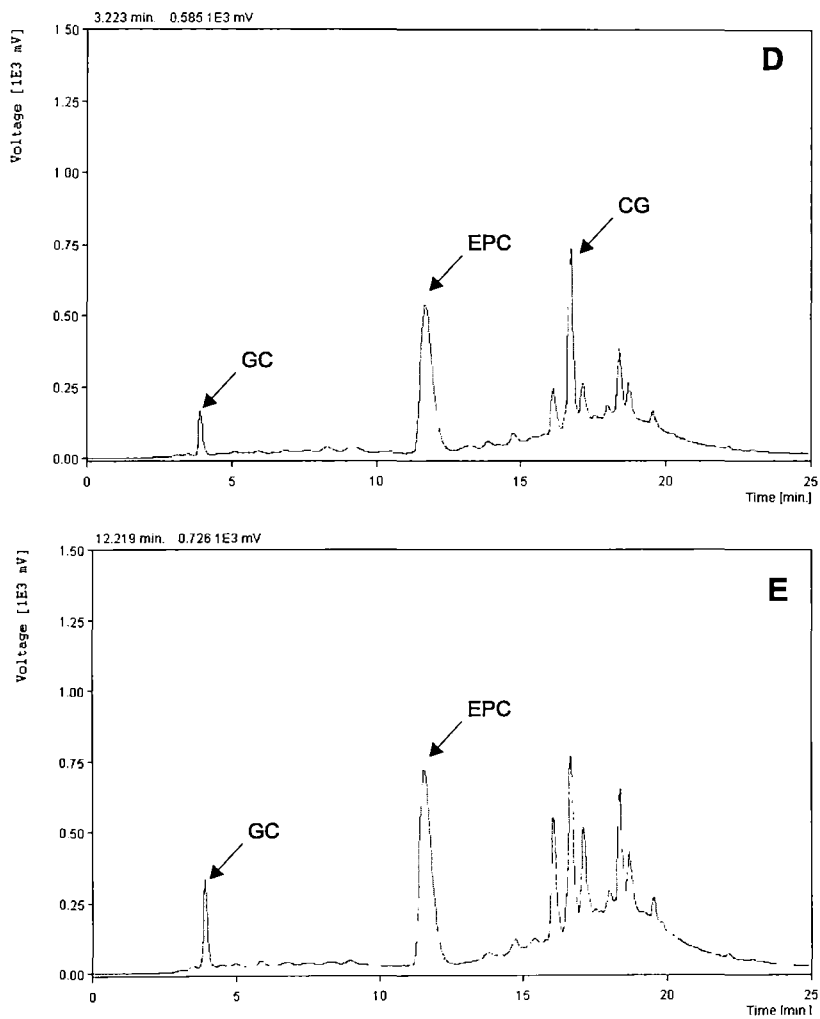 3.223 min. 0.585 1E3 mV
1.50
D
Voltage [1E3 mV]
1.25
1.00
CG
0.75
EPC
0.50
GC
0.25
0.00
0 5 10 15 20 25
Time [min.]
12.219 min. 0.726 1E3 mV
1.50
E
Voltage [1E3 mV]
1.25
1.00
EPC
0.75
0.50
GC
0.25
0.00
0 5 10 15 20 25
Time [min.]